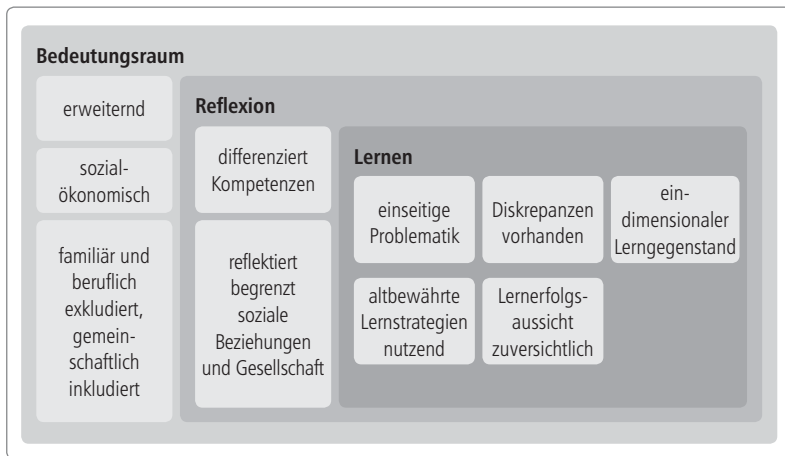 Bedeutungsraum
erweiternd
sozial-
ökonomisch
familiär und
beruflich
exkludiert,
gemein-
schaftlich
inkludiert
Reflexion
differenziert
Kompetenzen
reflektiert
begrenzt
soziale
Beziehungen
und Gesellschaft
Lernen
einseitige
Problematik
Diskrepanzen
vorhanden
ein-
dimensionaler
Lerngegenstand
altbewährte
Lernstrategien
nutzend
Lernerfolgs-
aussicht
zuversichtlich